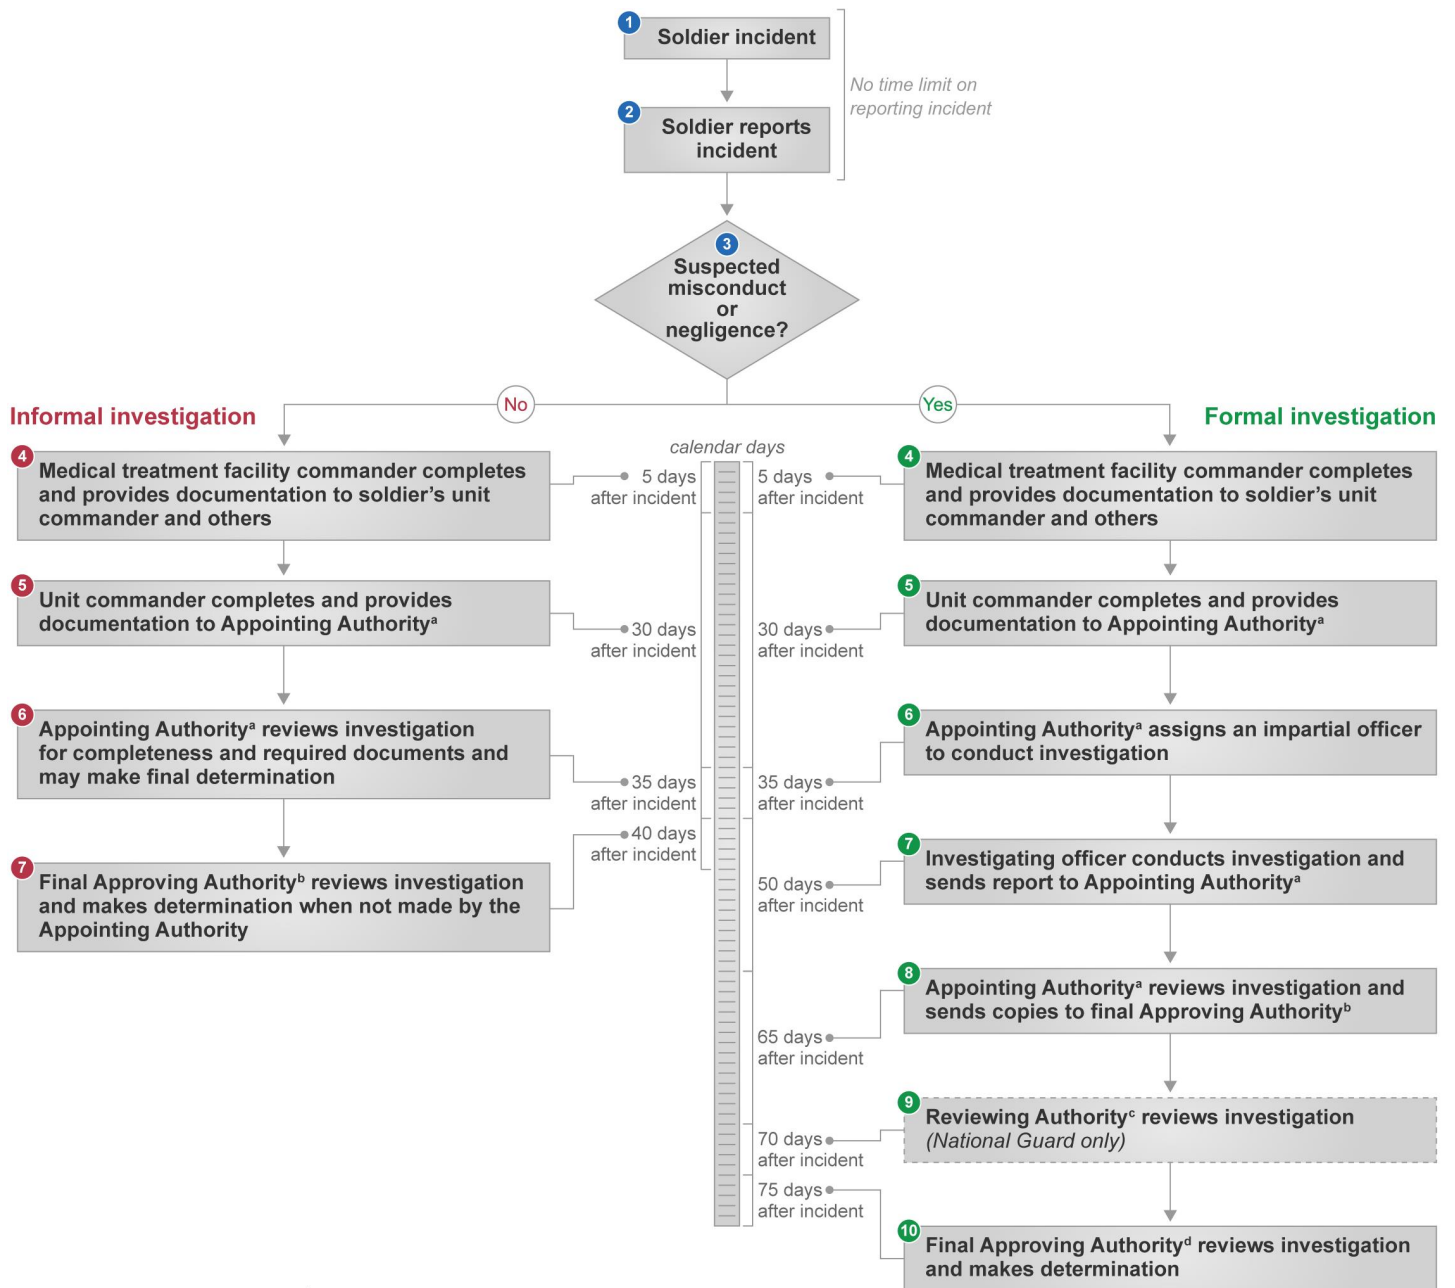 1
Soldier incident
No time limit on
reporting incident
2
Soldier reports
incident
3
Suspected
misconduct
or
negligence?
No
Yes
Informal investigation
Formal investigation
calendar days
4
Medical treatment facility commander completes
and provides documentation to soldier’s unit
commander and others
5 days
after incident
5
Unit commander completes and provides
documentation to Appointing Authorityᵃ
30 days
after incident
6
Appointing Authorityᵃ reviews investigation
for completeness and required documents and
may make final determination
35 days
after incident
7
Final Approving Authorityᵇ reviews investigation
and makes determination when not made by the
Appointing Authority
40 days
after incident
5 days
after incident
4
Medical treatment facility commander completes
and provides documentation to soldier’s unit
commander and others
30 days
after incident
5
Unit commander completes and provides
documentation to Appointing Authorityᵃ
35 days
after incident
6
Appointing Authorityᵃ assigns an impartial officer
to conduct investigation
50 days
after incident
7
Investigating officer conducts investigation and
sends report to Appointing Authorityᵃ
65 days
after incident
8
Appointing Authorityᵃ reviews investigation and
sends copies to final Approving Authorityᵇ
70 days
after incident
9
Reviewing Authorityᶜ reviews investigation
(National Guard only)
75 days
after incident
10
Final Approving Authorityᵈ reviews investigation
and makes determination